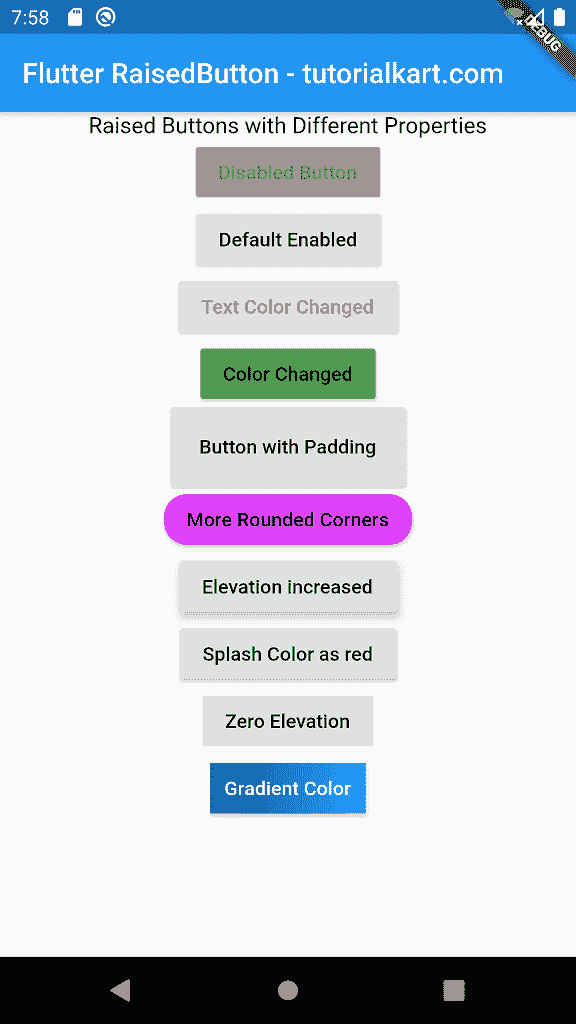 7:58
DEBUG
Flutter RaisedButton - tutorialkart.com
Raised Buttons with Different Properties
Disabled Button
Default Enabled
Text Color Changed
Color Changed
Button with Padding
More Rounded Corners
Elevation increased
Splash Color as red
Zero Elevation
Gradient Color